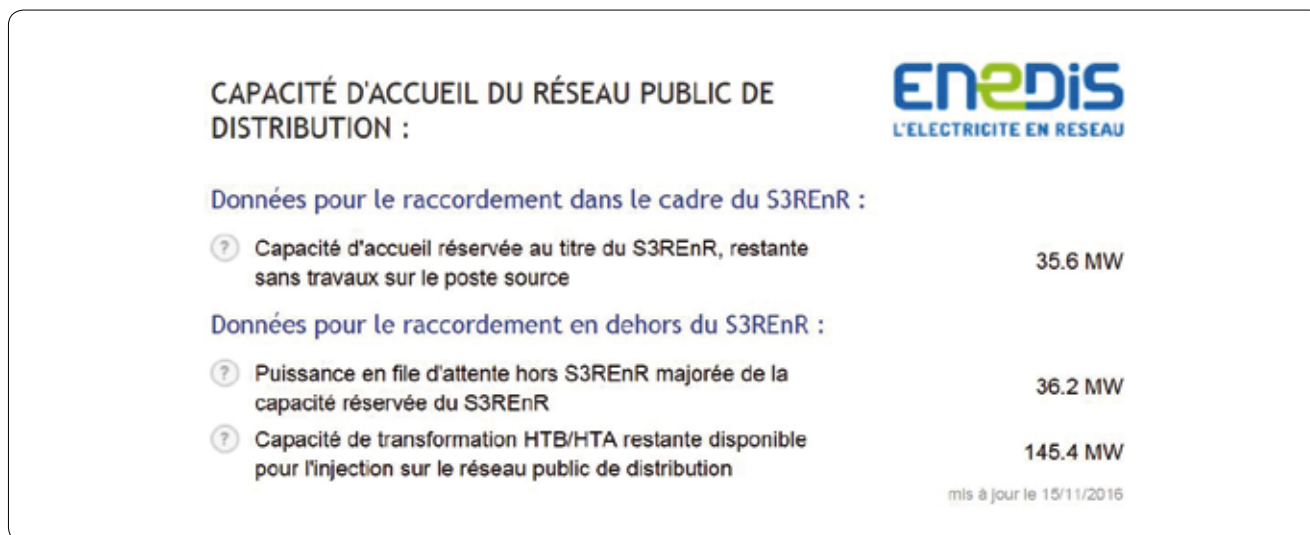 CAPACITÉ D'ACCUEIL DU RÉSEAU PUBLIC DE
DISTRIBUTION :
ENEDIS
L'ELECTRICITE EN RESEAU
Données pour le raccordement dans le cadre du S3REnR :
? Capacité d'accueil réservée au titre du S3REnR, restante
sans travaux sur le poste source
35.6 MW
Données pour le raccordement en dehors du S3REnR :
? Puissance en file d'attente hors S3REnR majorée de la
capacité réservée du S3REnR
36.2 MW
? Capacité de transformation HTB/HTA restante disponible
pour l'injection sur le réseau public de distribution
145.4 MW
mis à jour le 15/11/2016